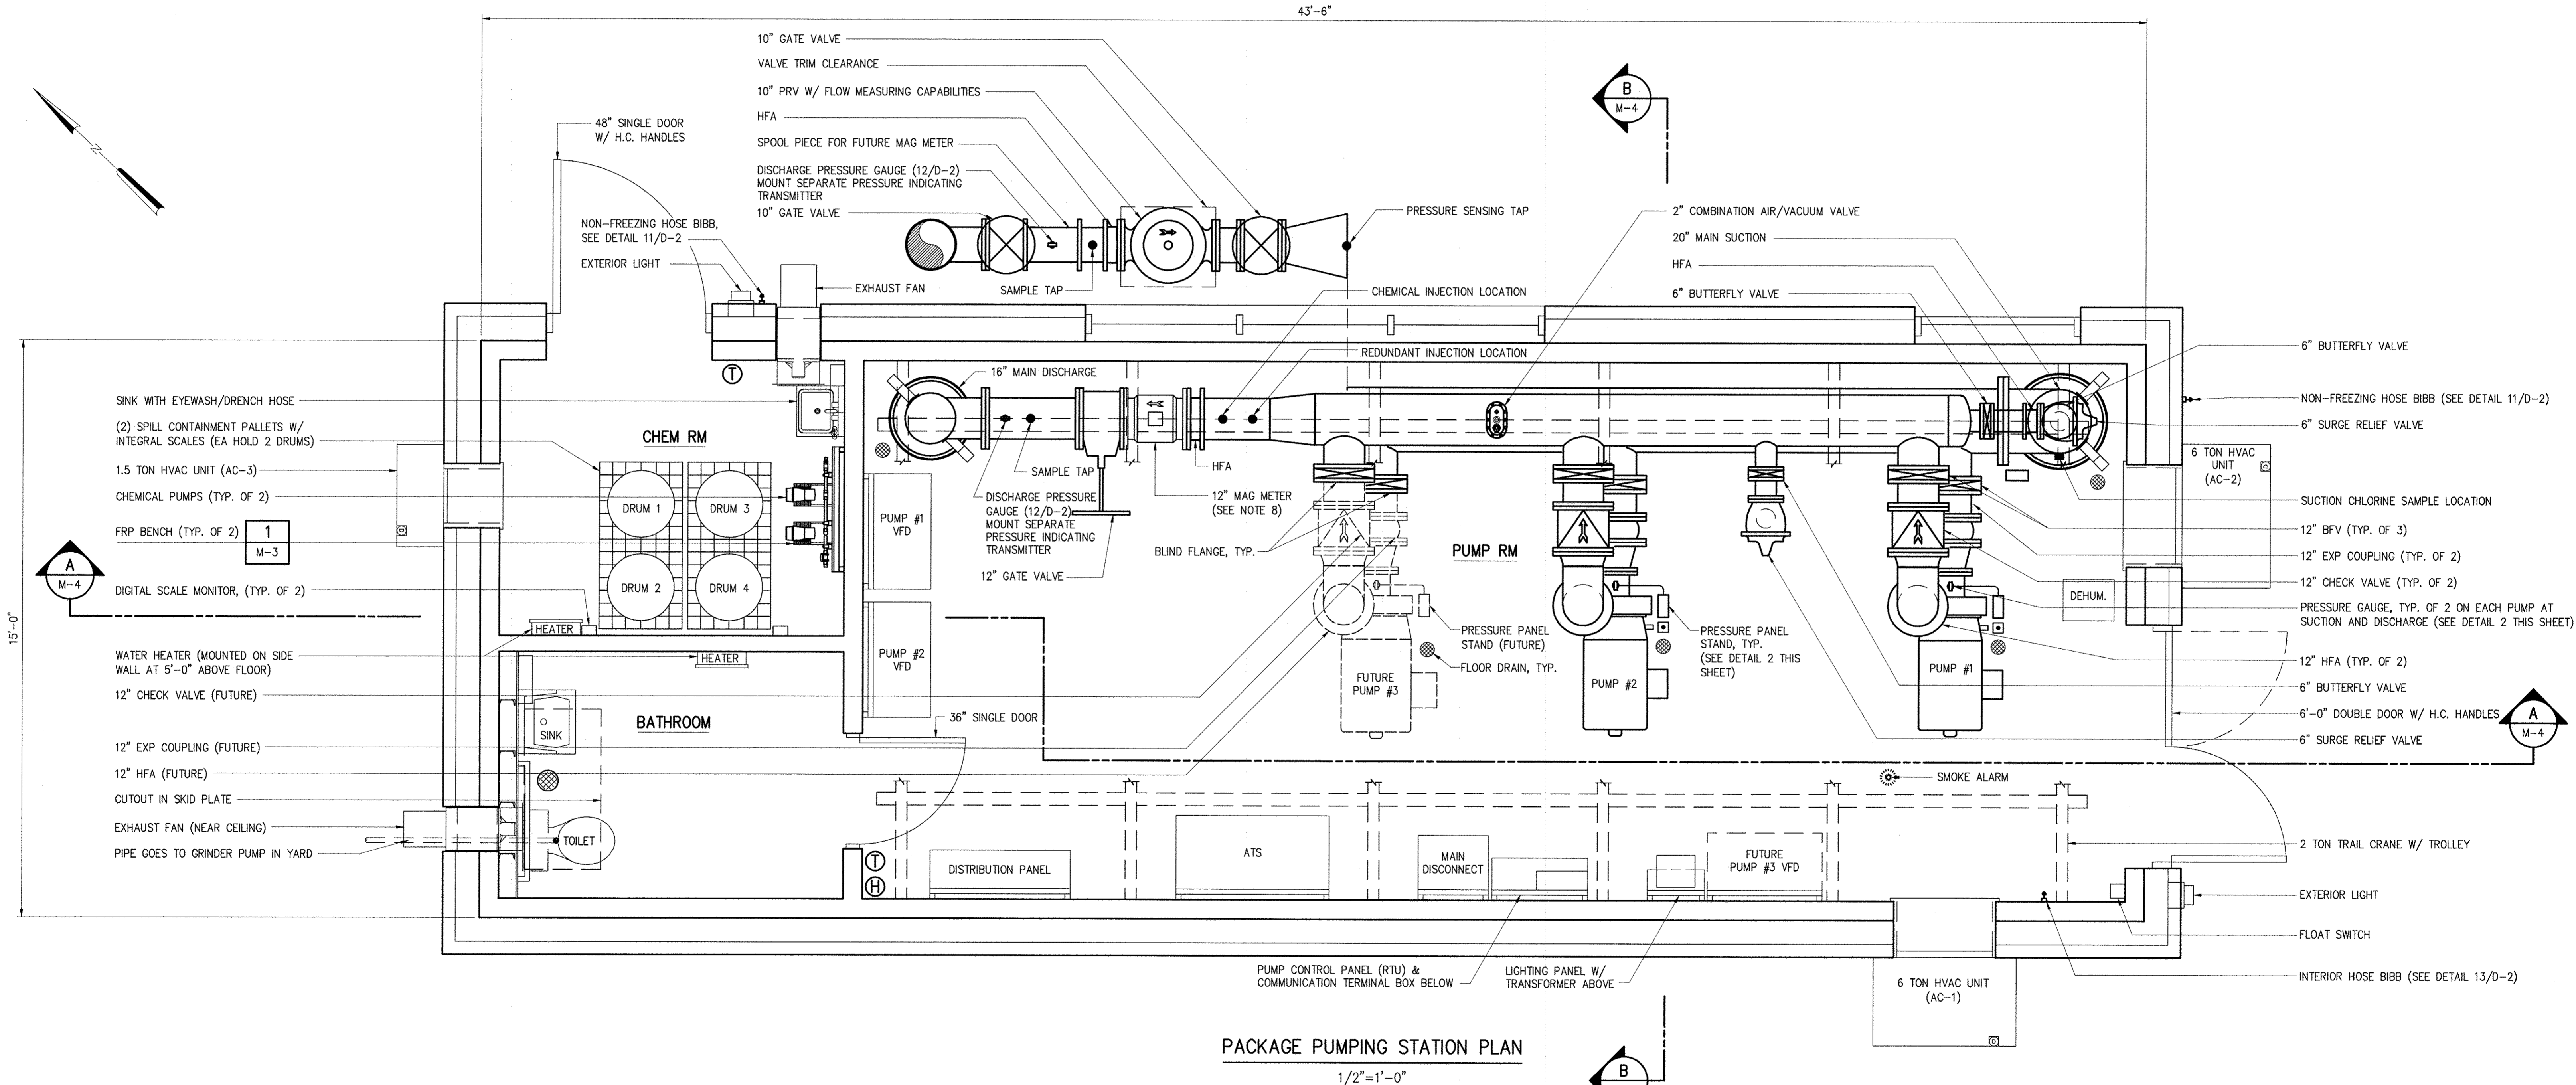 43'-6"
10" GATE VALVE
VALVE TRIM CLEARANCE
10" PRV W/ FLOW MEASURING CAPABILITIES
HFA
SPOOL PIECE FOR FUTURE MAG METER
DISCHARGE PRESSURE GAUGE (12/D-2)
MOUNT SEPARATE PRESSURE INDICATING
TRANSMITTER
10" GATE VALVE
48" SINGLE DOOR
W/ H.C. HANDLES
N
NON-FREEZING HOSE BIBB,
SEE DETAIL 11/D-2
EXTERIOR LIGHT
EXHAUST FAN
SAMPLE TAP
B
M-4
PRESSURE SENSING TAP
CHEMICAL INJECTION LOCATION
REDUNDANT INJECTION LOCATION
2" COMBINATION AIR/VACUUM VALVE
20" MAIN SUCTION
HFA
6" BUTTERFLY VALVE
6" BUTTERFLY VALVE
NON-FREEZING HOSE BIBB (SEE DETAIL 11/D-2)
6" SURGE RELIEF VALVE
6 TON HVAC
UNIT
(AC-2)
SUCTION CHLORINE SAMPLE LOCATION
12" BFV (TYP. OF 3)
12" EXP COUPLING (TYP. OF 2)
12" CHECK VALVE (TYP. OF 2)
PRESSURE GAUGE, TYP. OF 2 ON EACH PUMP AT
SUCTION AND DISCHARGE (SEE DETAIL 2 THIS SHEET)
12" HFA (TYP. OF 2)
6" BUTTERFLY VALVE
6'-0" DOUBLE DOOR W/ H.C. HANDLES
6" SURGE RELIEF VALVE
A
M-4
2 TON TRAIL CRANE W/ TROLLEY
EXTERIOR LIGHT
FLOAT SWITCH
INTERIOR HOSE BIBB (SEE DETAIL 13/D-2)
SINK WITH EYEWASH/DRENCH HOSE
(2) SPILL CONTAINMENT PALLETS W/
INTEGRAL SCALES (EA HOLD 2 DRUMS)
1.5 TON HVAC UNIT (AC-3)
CHEMICAL PUMPS (TYP. OF 2)
FRP BENCH (TYP. OF 2)
1
M-3
A
M-4
DIGITAL SCALE MONITOR, (TYP. OF 2)
15'-0"
WATER HEATER (MOUNTED ON SIDE
WALL AT 5'-0" ABOVE FLOOR)
12" CHECK VALVE (FUTURE)
12" EXP COUPLING (FUTURE)
12" HFA (FUTURE)
CUTOUT IN SKID PLATE
EXHAUST FAN (NEAR CEILING)
PIPE GOES TO GRINDER PUMP IN YARD
T
CHEM RM
DRUM 1
DRUM 3
DRUM 2
DRUM 4
HEATER
HEATER
BATHROOM
SINK
TOILET
T
H
36" SINGLE DOOR
16" MAIN DISCHARGE
SAMPLE TAP
HFA
PUMP #1
VFD
DISCHARGE PRESSURE
GAUGE (12/D-2)
MOUNT SEPARATE
PRESSURE INDICATING
TRANSMITTER
12" MAG METER
(SEE NOTE 8)
12" GATE VALVE
BLIND FLANGE, TYP.
PUMP RM
PUMP #2
VFD
PRESSURE PANEL
STAND (FUTURE)
FLOOR DRAIN, TYP.
FUTURE
PUMP #3
PRESSURE PANEL
STAND, TYP.
(SEE DETAIL 2 THIS
SHEET)
PUMP #2
PUMP #1
DEHUM.
SMOKE ALARM
DISTRIBUTION PANEL
ATS
MAIN
DISCONNECT
FUTURE
PUMP #3 VFD
PUMP CONTROL PANEL (RTU) &
COMMUNICATION TERMINAL BOX BELOW
LIGHTING PANEL W/
TRANSFORMER ABOVE
6 TON HVAC UNIT
(AC-1)
PACKAGE PUMPING STATION PLAN
1/2"=1'-0"
B